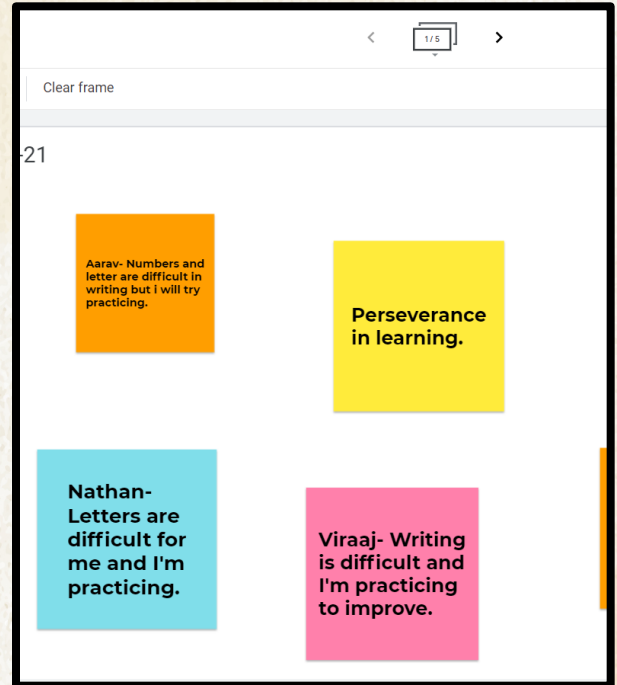 1/5
Clear frame
-21
Aarav- Numbers and
letter are difficult in
writing but i will try
practicing.
Perseverance
in learning.
Nathan-
Letters are
difficult for
me and I'm
practicing.
Viraaj- Writing
is difficult and
I'm practicing
to improve.